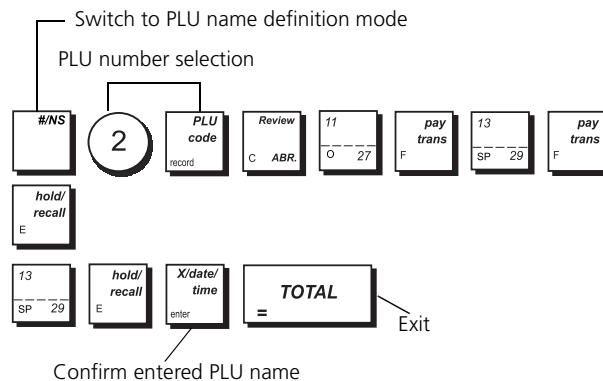 Switch to PLU name definition mode
PLU number selection
#/NS
2
PLU
code
record
Review
C ABR.
11
O 27
pay
trans
F
13
SP 29
pay
trans
F
hold/
recall
E
13
SP 29
hold/
recall
E
X/date/
time
enter
TOTAL
=
Exit
Confirm entered PLU name